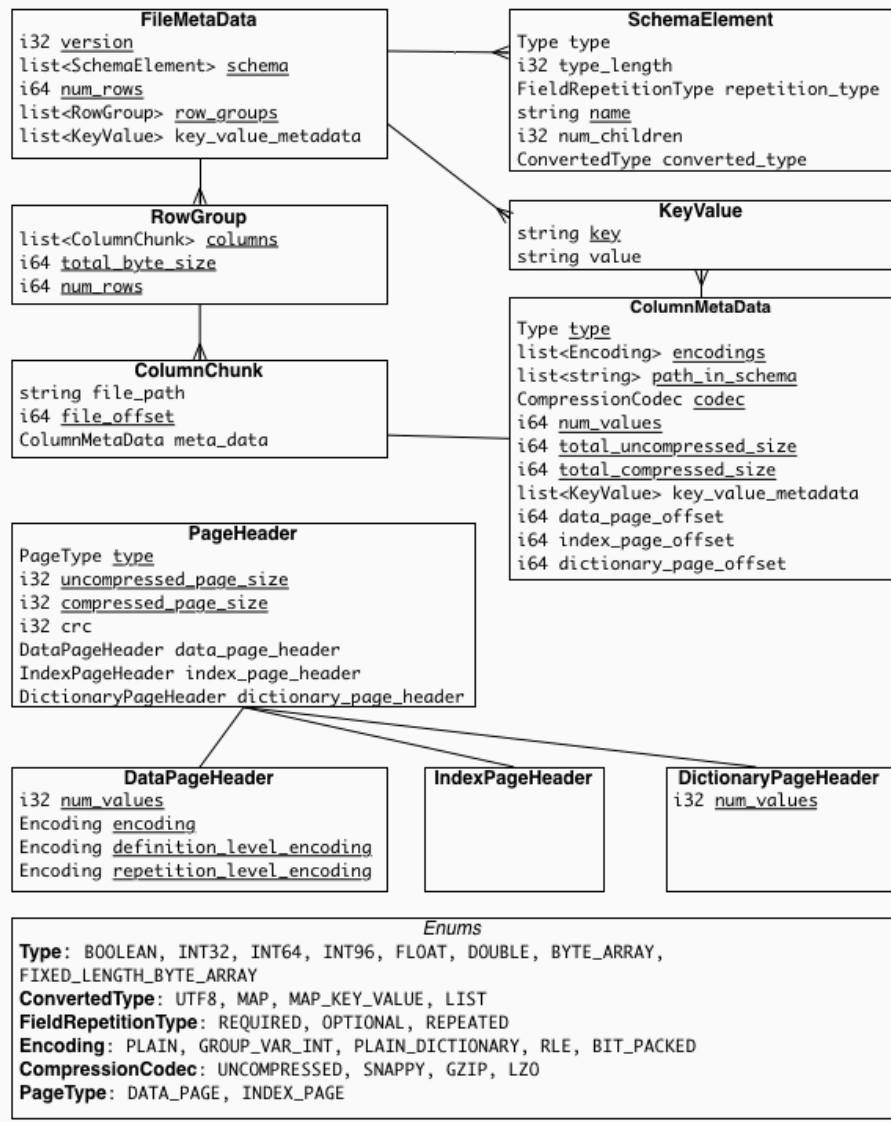 FileMetaData
i32 version
list<SchemaElement> schema
i64 num_rows
list<RowGroup> row_groups
list<KeyValue> key_value_metadata
SchemaElement
Type type
i32 type_length
FieldRepetitionType repetition_type
string name
i32 num_children
ConvertedType converted_type
RowGroup
list<ColumnChunk> columns
i64 total_byte_size
i64 num_rows
KeyValue
string key
string value
ColumnChunk
string file_path
i64 file_offset
ColumnMetaData meta_data
ColumnMetaData
Type type
list<Encoding> encodings
list<string> path_in_schema
CompressionCodec codec
i64 num_values
i64 total_uncompressed_size
i64 total_compressed_size
list<KeyValue> key_value_metadata
i64 data_page_offset
i64 index_page_offset
i64 dictionary_page_offset
PageHeader
PageType type
i32 uncompressed_page_size
i32 compressed_page_size
i32 crc
DataPageHeader data_page_header
IndexPageHeader index_page_header
DictionaryPageHeader dictionary_page_header
DataPageHeader
i32 num_values
Encoding encoding
Encoding definition_level_encoding
Encoding repetition_level_encoding
IndexPageHeader
DictionaryPageHeader
i32 num_values
Enums
Type: BOOLEAN, INT32, INT64, INT96, FLOAT, DOUBLE, BYTE_ARRAY,
FIXED_LENGTH_BYTE_ARRAY
ConvertedType: UTF8, MAP, MAP_KEY_VALUE, LIST
FieldRepetitionType: REQUIRED, OPTIONAL, REPEATED
Encoding: PLAIN, GROUP_VAR_INT, PLAIN_DICTIONARY, RLE, BIT_PACKED
CompressionCodec: UNCOMPRESSED, SNAPPY, GZIP, LZO
PageType: DATA_PAGE, INDEX_PAGE